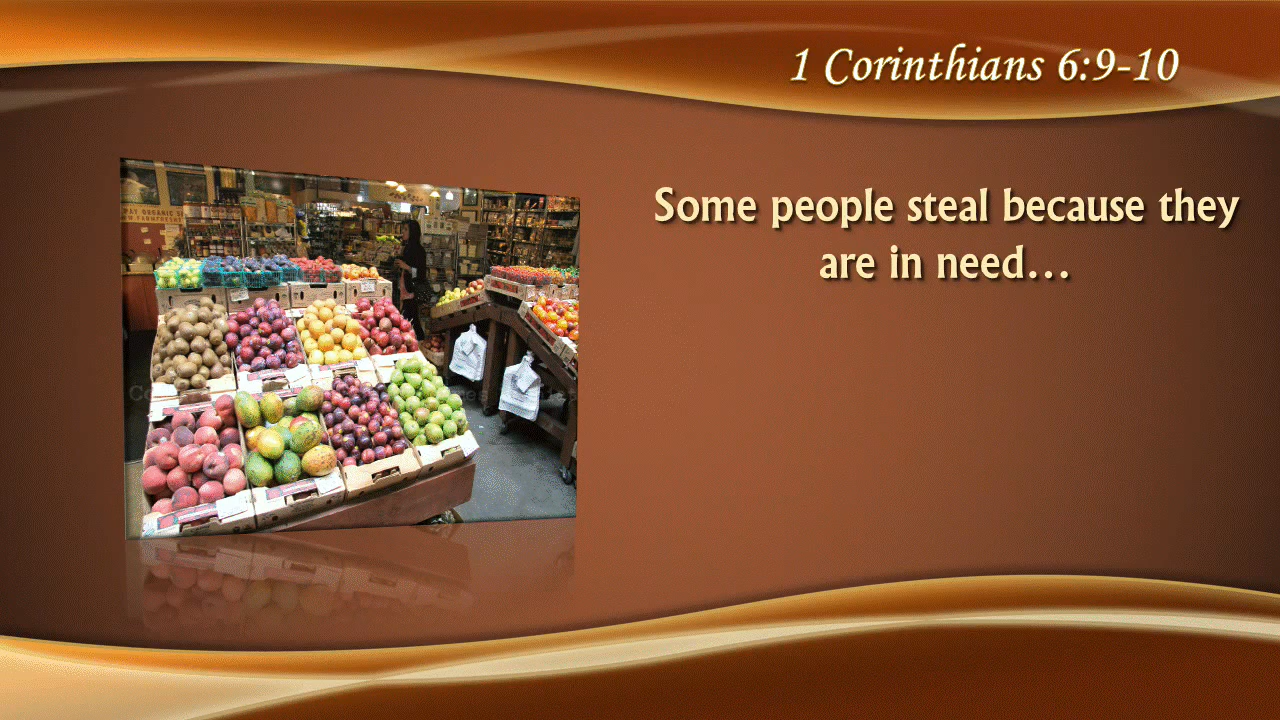 1 Corinthians 6:9-10
Some people steal because they
are in need…